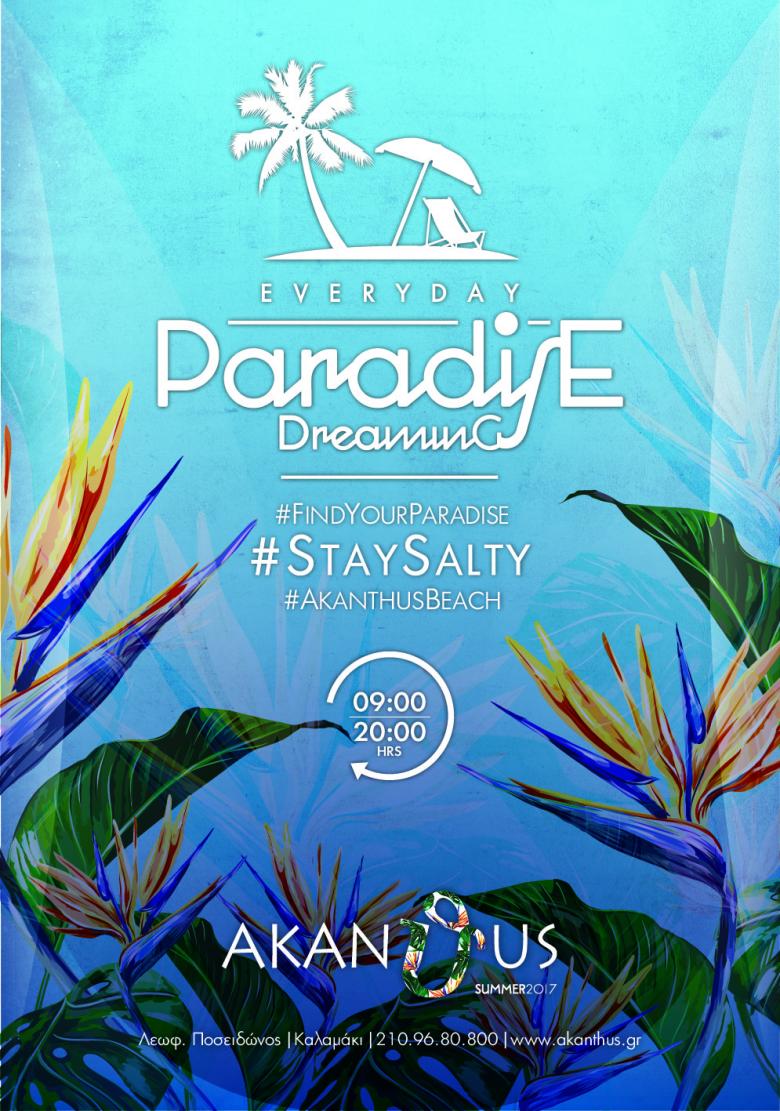 EVERYDAY
ParadisE
DreaminG
#FINDYOURPARADISE
#STAYSALTY
#AKANTHUSBEACH
09:00
20:00
HRS
AKANϑUS
SUMMER2017
Λεωφ. Ποσειδώνος | Καλαμάκι | 210.96.80.800 | www.akanthus.gr